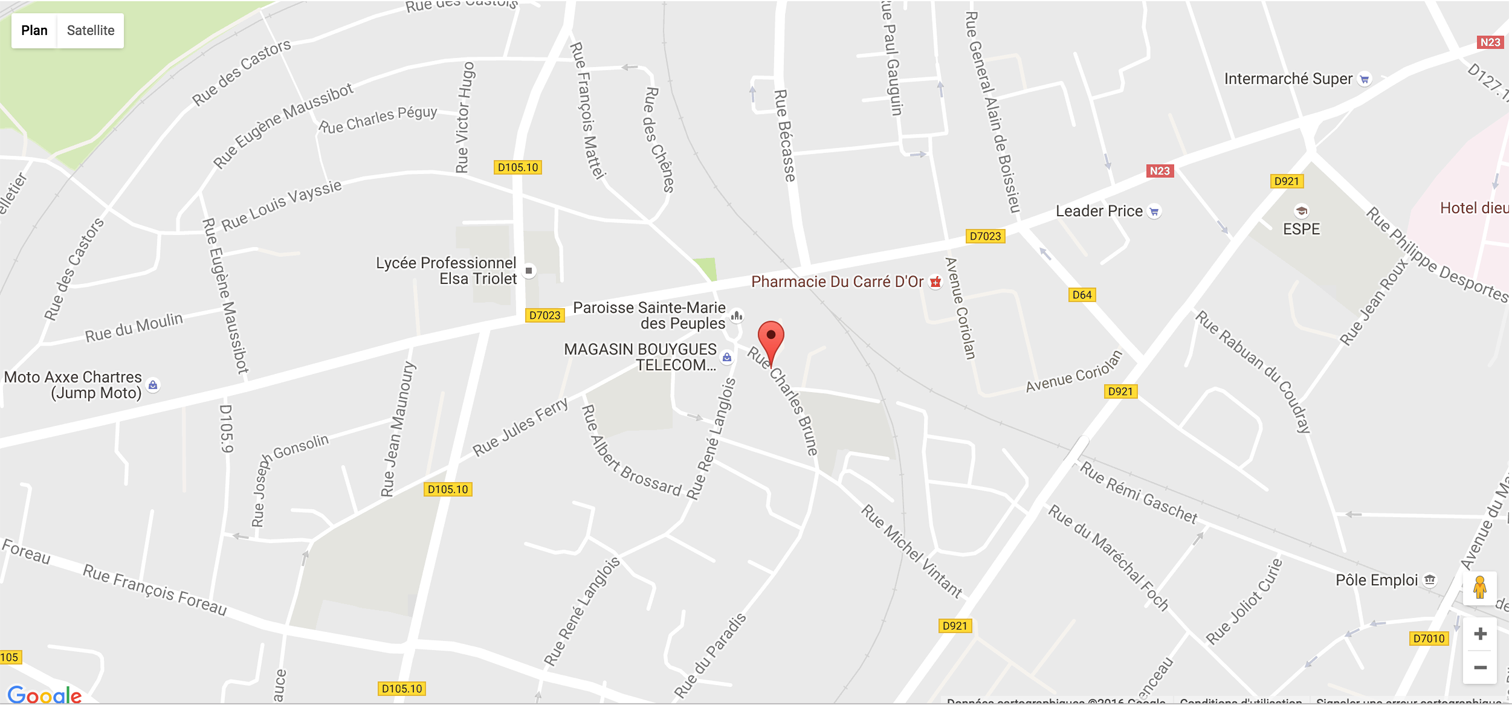 Plan
Satellite
Rue des Castors
Rue Paul Gauguin
Rue General Alain de Boissieu
N23
D127.1
Intermarché Super
Rue des Castors
Rue François Mattei
Rue Victor Hugo
Rue Eugène Maussibot
Rue des Chênes
Rue Bécasse
Rue Charles Péguy
D105.10
N23
D921
elletier
Rue Louis Vayssie
Leader Price
Hotel dieu
ESPE
Rue Philippe Desportes
Rue des Castors
Rue Eugène Maussibot
D7023
Lycée Professionnel
Elsa Triolet
Pharmacie Du Carré D'Or
Avenue Coriolan
D64
Rue Jean Roux
Rue du Moulin
D7023
Paroisse Sainte-Marie
des Peuples
Rue Rabuan du Coudray
MAGASIN BOUYGUES
TELECOM...
Rue Charles Brune
Moto Axxe Chartres
(Jump Moto)
Avenue Coriolan
D921
D105.9
Rue Jean Maunoury
Rue Jules Ferry
Rue Albert Brossard
Rue René Langlois
Rue Joseph Gonsolin
D105.10
Rue Rémi Gaschet
Rue Michel Vintant
Rue du Maréchal Foch
Avenue du Ma
Foreau
Rue François Foreau
Rue René Langlois
Rue du Paradis
Rue Joliot Curie
Pôle Emploi
D921
D7010
de
105
D105.10
auce
enceau
Google
Données cartographiques ©2016 Google
Conditions d'utilisation
Signaler une erreur cartographique